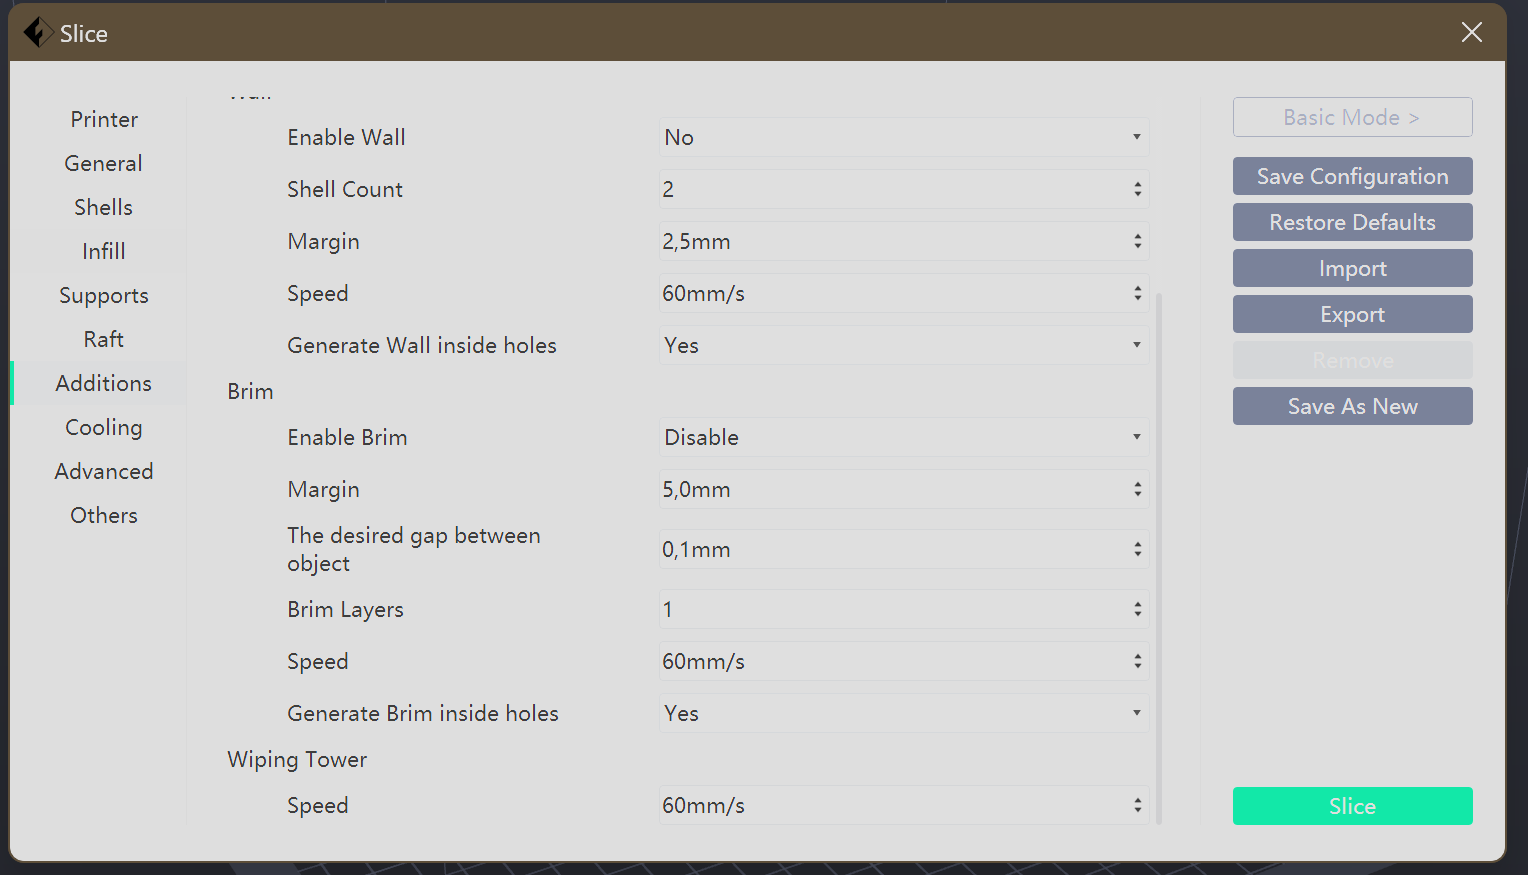 Slice
Printer
General
Shells
Infill
Supports
Raft
Additions
Cooling
Advanced
Others
Wall
Enable Wall No
Shell Count 2
Margin 2,5mm
Speed 60mm/s
Generate Wall inside holes Yes
Brim
Enable Brim Disable
Margin 5,0mm
The desired gap between
object 0,1mm
Brim Layers 1
Speed 60mm/s
Generate Brim inside holes Yes
Wiping Tower
Speed 60mm/s
Basic Mode >
Save Configuration
Restore Defaults
Import
Export
Remove
Save As New
Slice